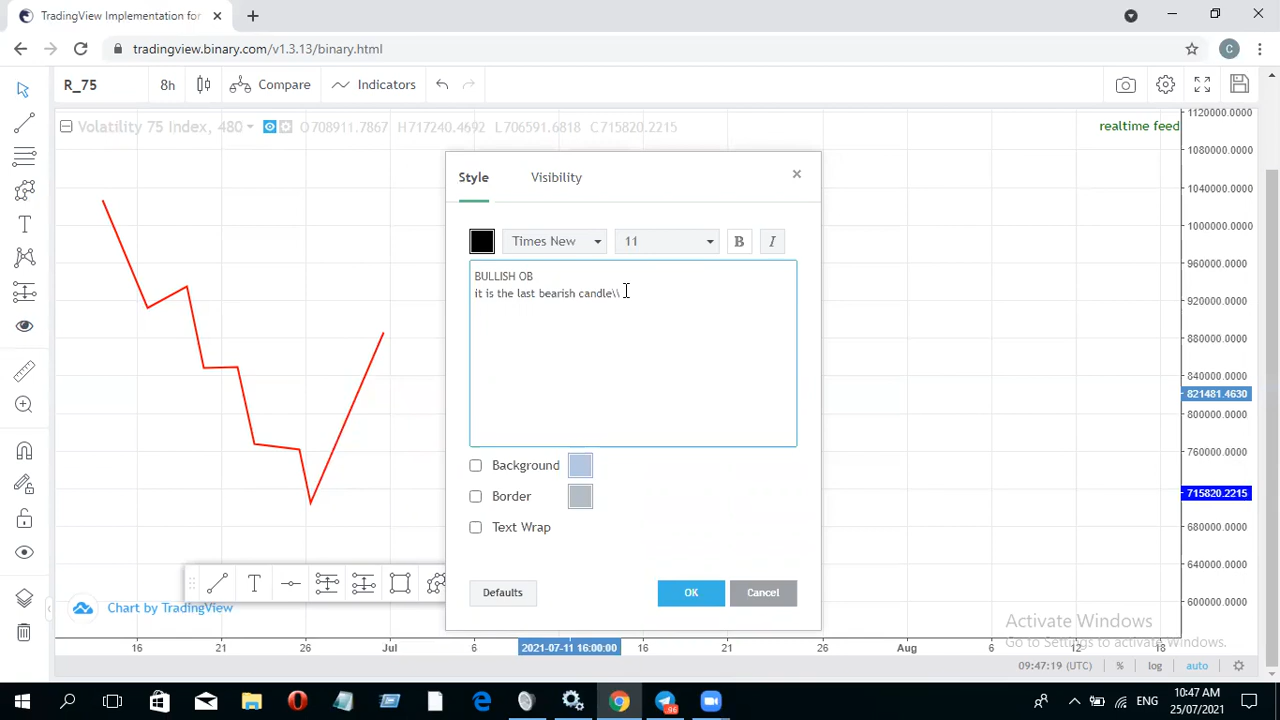 TradingView Implementation for
tradingview.binary.com/v1.3.13/binary.html
C
R_75
8h
Compare
Indicators
Volatility 75 Index, 480
O708911.7867 H717240.4692 L706591.6818 C715820.2215
realtime feed
1120000.0000
1080000.0000
1040000.0000
1000000.0000
960000.0000
920000.0000
880000.0000
840000.0000
821481.4630
800000.0000
760000.0000
715820.2215
680000.0000
640000.0000
600000.0000
Style
Visibility
Times New
11
B
I
BULLISH OB
it is the last bearish candle\\
Background
Border
Text Wrap
Defaults
OK
Cancel
T
T
Chart by TradingView
Activate Windows
Go to Settings to activate Windows.
16
21
26
Jul
6
2021-07-11 16:00:00
16
21
26
Aug
6
12
18
09:47:19 (UTC)
%
log
auto
96
ENG
10:47 AM
25/07/2021